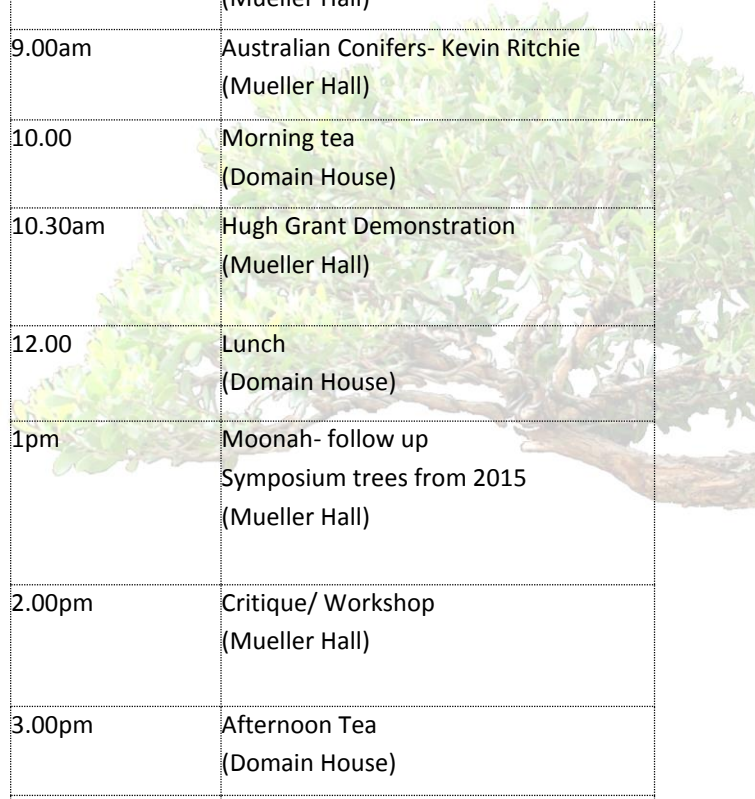 (Mueller Hall)
9.00am Australian Conifers- Kevin Ritchie
(Mueller Hall)
10.00 Morning tea
(Domain House)
10.30am Hugh Grant Demonstration
(Mueller Hall)
12.00 Lunch
(Domain House)
1pm Moonah- follow up
Symposium trees from 2015
(Mueller Hall)
2.00pm Critique/ Workshop
(Mueller Hall)
3.00pm Afternoon Tea
(Domain House)